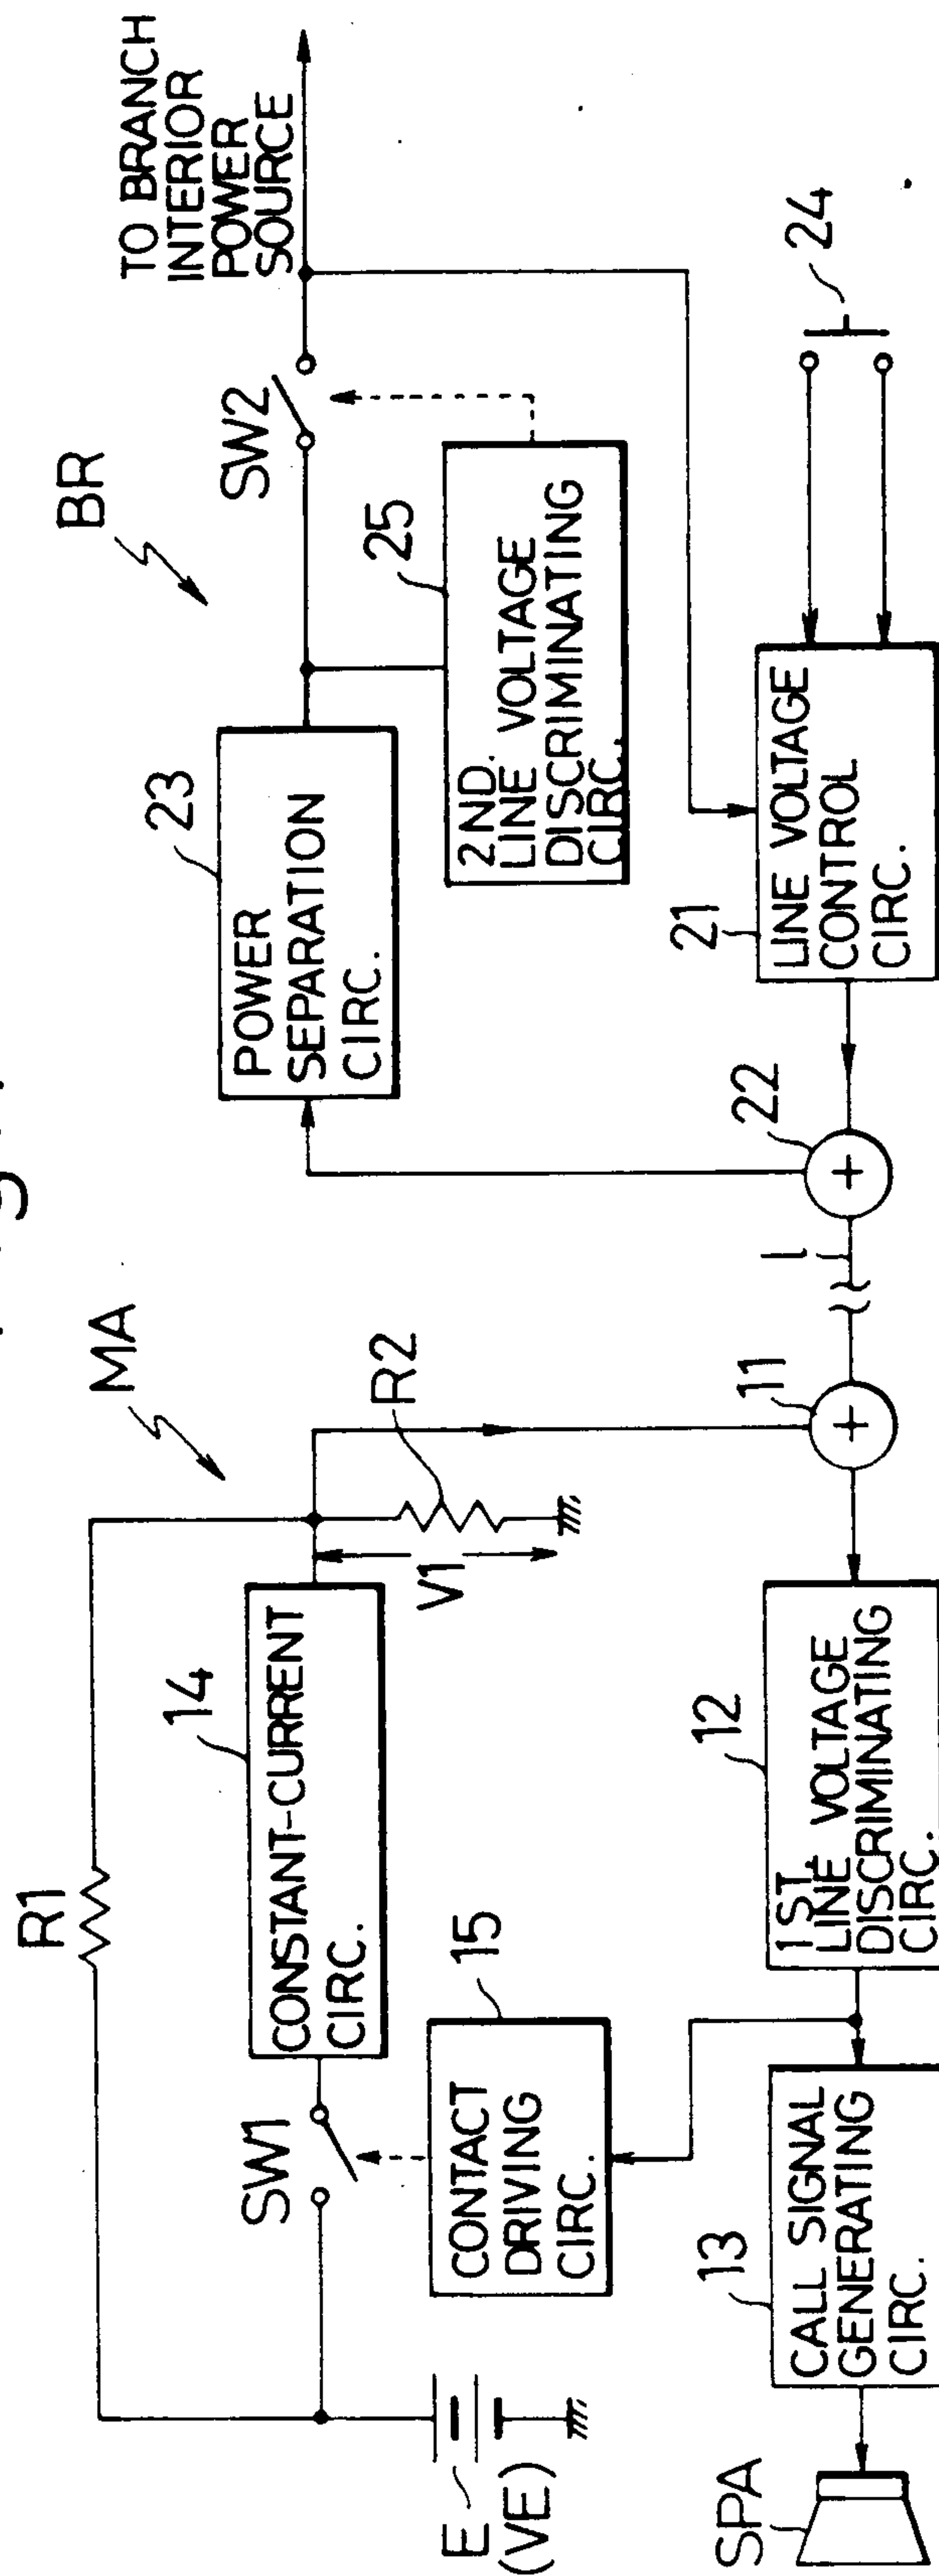 MA
BR
R1
TO BRANCH
INTERIOR
POWER
SOURCE
SW1
14
CONSTANT-CURRENT
CIRC.
V1
R2
23
POWER
SEPARATION
CIRC.
SW2
25
2ND.
LINE VOLTAGE
DISCRIMINATING
CIRC.
E
(VE)
15
CONTACT
DRIVING
CIRC.
SPA
13
CALL SIGNAL
GENERATING
CIRC.
12
1ST.
LINE VOLTAGE
DISCRIMINATING
CIRC.
11
+
l
22
+
21
LINE VOLTAGE
CONTROL
CIRC.
24